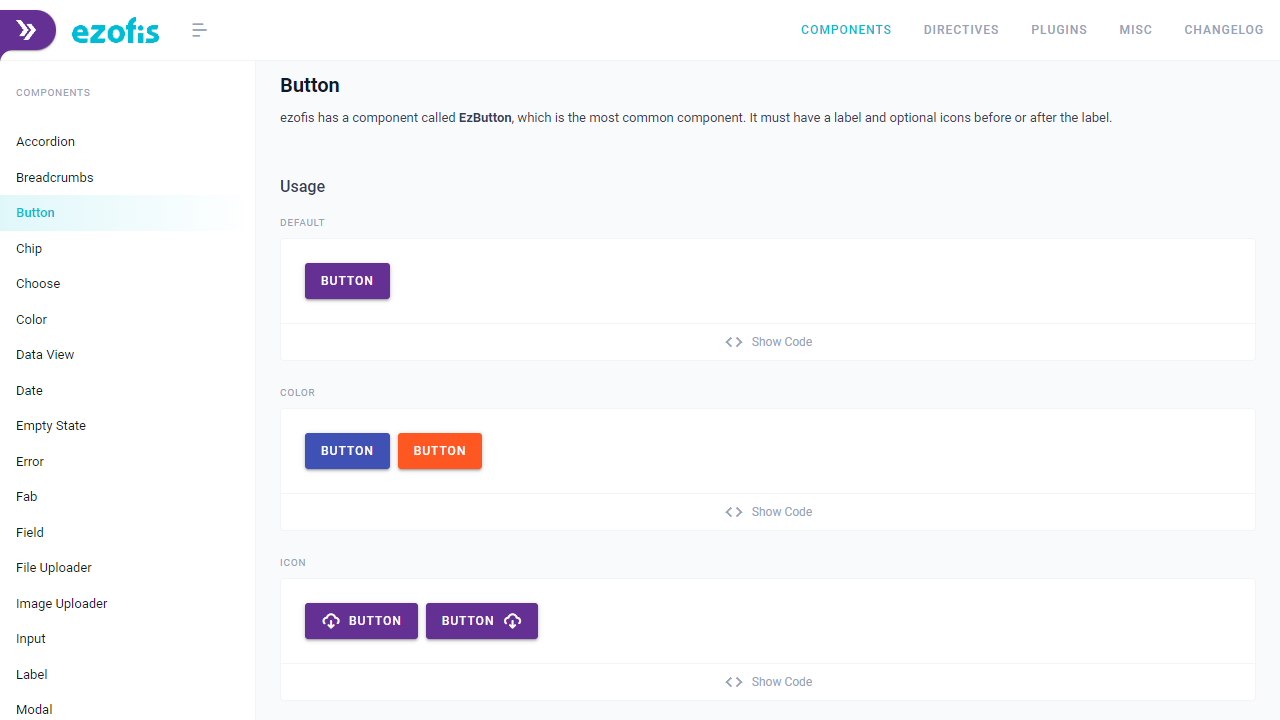 ezofis
COMPONENTS DIRECTIVES PLUGINS MISC CHANGELOG
COMPONENTS
Accordion
Breadcrumbs
Button
Chip
Choose
Color
Data View
Date
Empty State
Error
Fab
Field
File Uploader
Image Uploader
Input
Label
Modal
Button
ezofis has a component called EzButton, which is the most common component. It must have a label and optional icons before or after the label.
Usage
DEFAULT
BUTTON
Show Code
COLOR
BUTTON BUTTON
Show Code
ICON
BUTTON BUTTON
Show Code